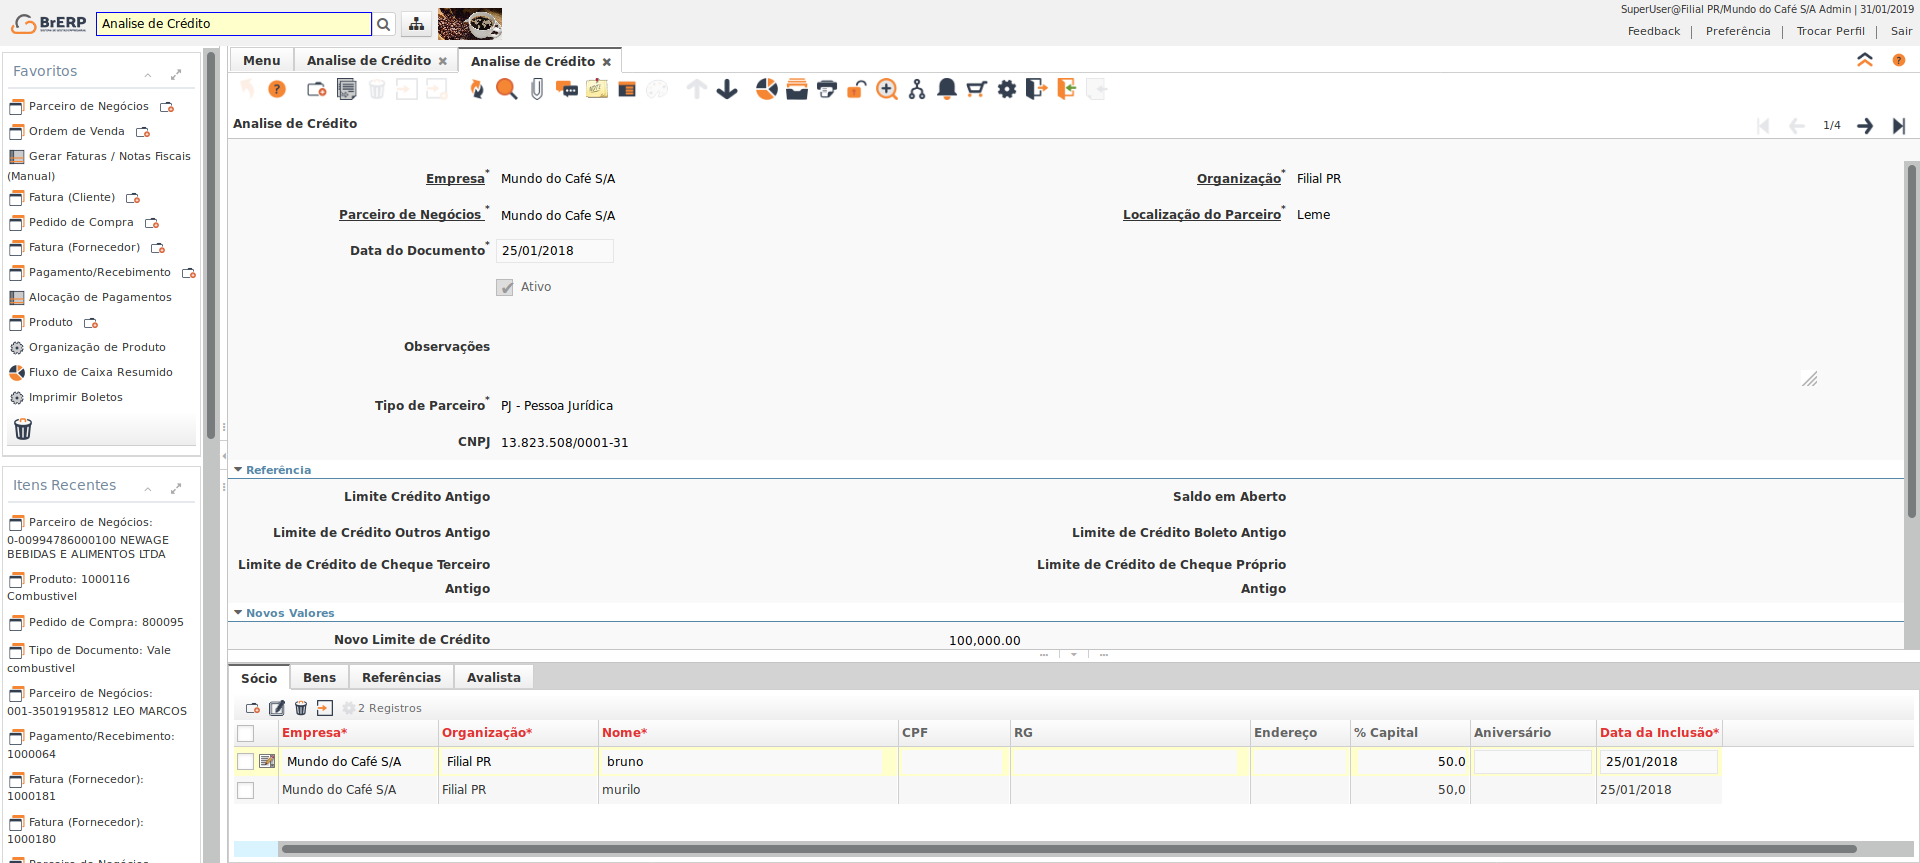 BrERP
Analise de Crédito
SuperUser@Filial PR/Mundo do Café S/A Admin | 31/01/2019
Feedback | Preferência | Trocar Perfil | Sair
Favoritos
Parceiro de Negócios
Ordem de Venda
Gerar Faturas / Notas Fiscais
(Manual)
Fatura (Cliente)
Pedido de Compra
Fatura (Fornecedor)
Pagamento/Recebimento
Alocação de Pagamentos
Produto
Organização de Produto
Fluxo de Caixa Resumido
Imprimir Boletos
Itens Recentes
Parceiro de Negócios:
0-00994786000100 NEWAGE
BEBIDAS E ALIMENTOS LTDA
Produto: 1000116
Combustivel
Pedido de Compra: 800095
Tipo de Documento: Vale
combustivel
Parceiro de Negócios:
001-35019195812 LEO MARCOS
Pagamento/Recebimento:
1000064
Fatura (Fornecedor):
1000181
Fatura (Fornecedor):
1000180
Menu Analise de Crédito Analise de Crédito
Analise de Crédito
1/4
Empresa* Mundo do Café S/A Organização* Filial PR
Parceiro de Negócios * Mundo do Cafe S/A Localização do Parceiro* Leme
Data do Documento* 25/01/2018
Ativo
Observações
Tipo de Parceiro* PJ - Pessoa Jurídica
CNPJ 13.823.508/0001-31
Referência
Limite Crédito Antigo Saldo em Aberto
Limite de Crédito Outros Antigo Limite de Crédito Boleto Antigo
Limite de Crédito de Cheque Terceiro Limite de Crédito de Cheque Próprio
Antigo Antigo
Novos Valores
Novo Limite de Crédito 100,000.00
Sócio Bens Referências Avalista
2 Registros
Empresa* Organização* Nome* CPF RG Endereço % Capital Aniversário Data da Inclusão*
Mundo do Café S/A Filial PR bruno 50.0 25/01/2018
Mundo do Café S/A Filial PR murilo 50,0 25/01/2018